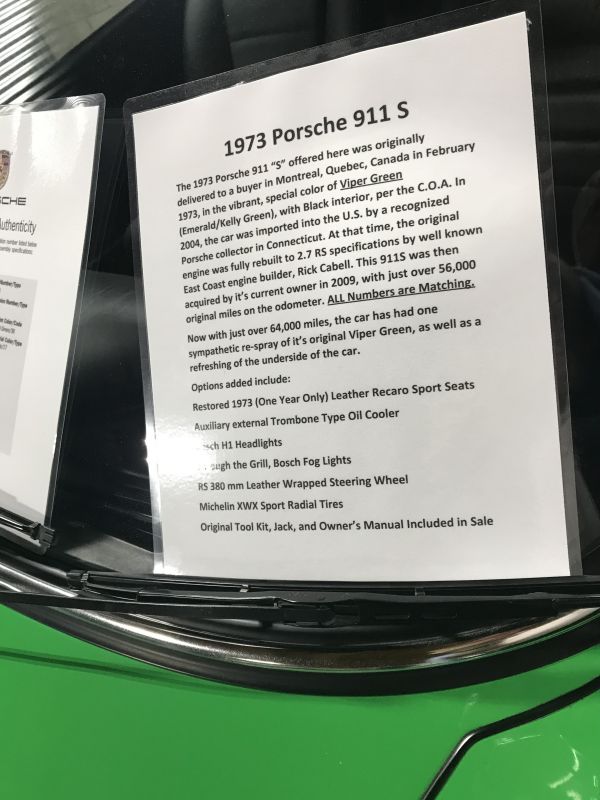 1973 Porsche 911 S
The 1973 Porsche 911 "S" offered here was originally
delivered to a buyer in Montreal, Quebec, Canada in February
1973, in the vibrant, special color of Viper Green
(Emerald/Kelly Green), with Black interior, per the C.O.A. In
2004, the car was imported into the U.S. by a recognized
Porsche collector in Connecticut. At that time, the original
engine was fully rebuilt to 2.7 RS specifications by well known
East Coast engine builder, Rick Cabell. This 911S was then
acquired by it's current owner in 2009, with just over 56,000
original miles on the odometer. ALL Numbers are Matching.
Now with just over 64,000 miles, the car has had one
sympathetic re-spray of it's original Viper Green, as well as a
refreshing of the underside of the car.
Options added include:
Restored 1973 (One Year Only) Leather Recaro Sport Seats
Auxiliary external Trombone Type Oil Cooler
H1 Headlights
the Grill, Bosch Fog Lights
RS 380 mm Leather Wrapped Steering Wheel
Michelin XWX Sport Radial Tires
Original Tool Kit, Jack, and Owner's Manual Included in Sale
SCHE
Authenticity